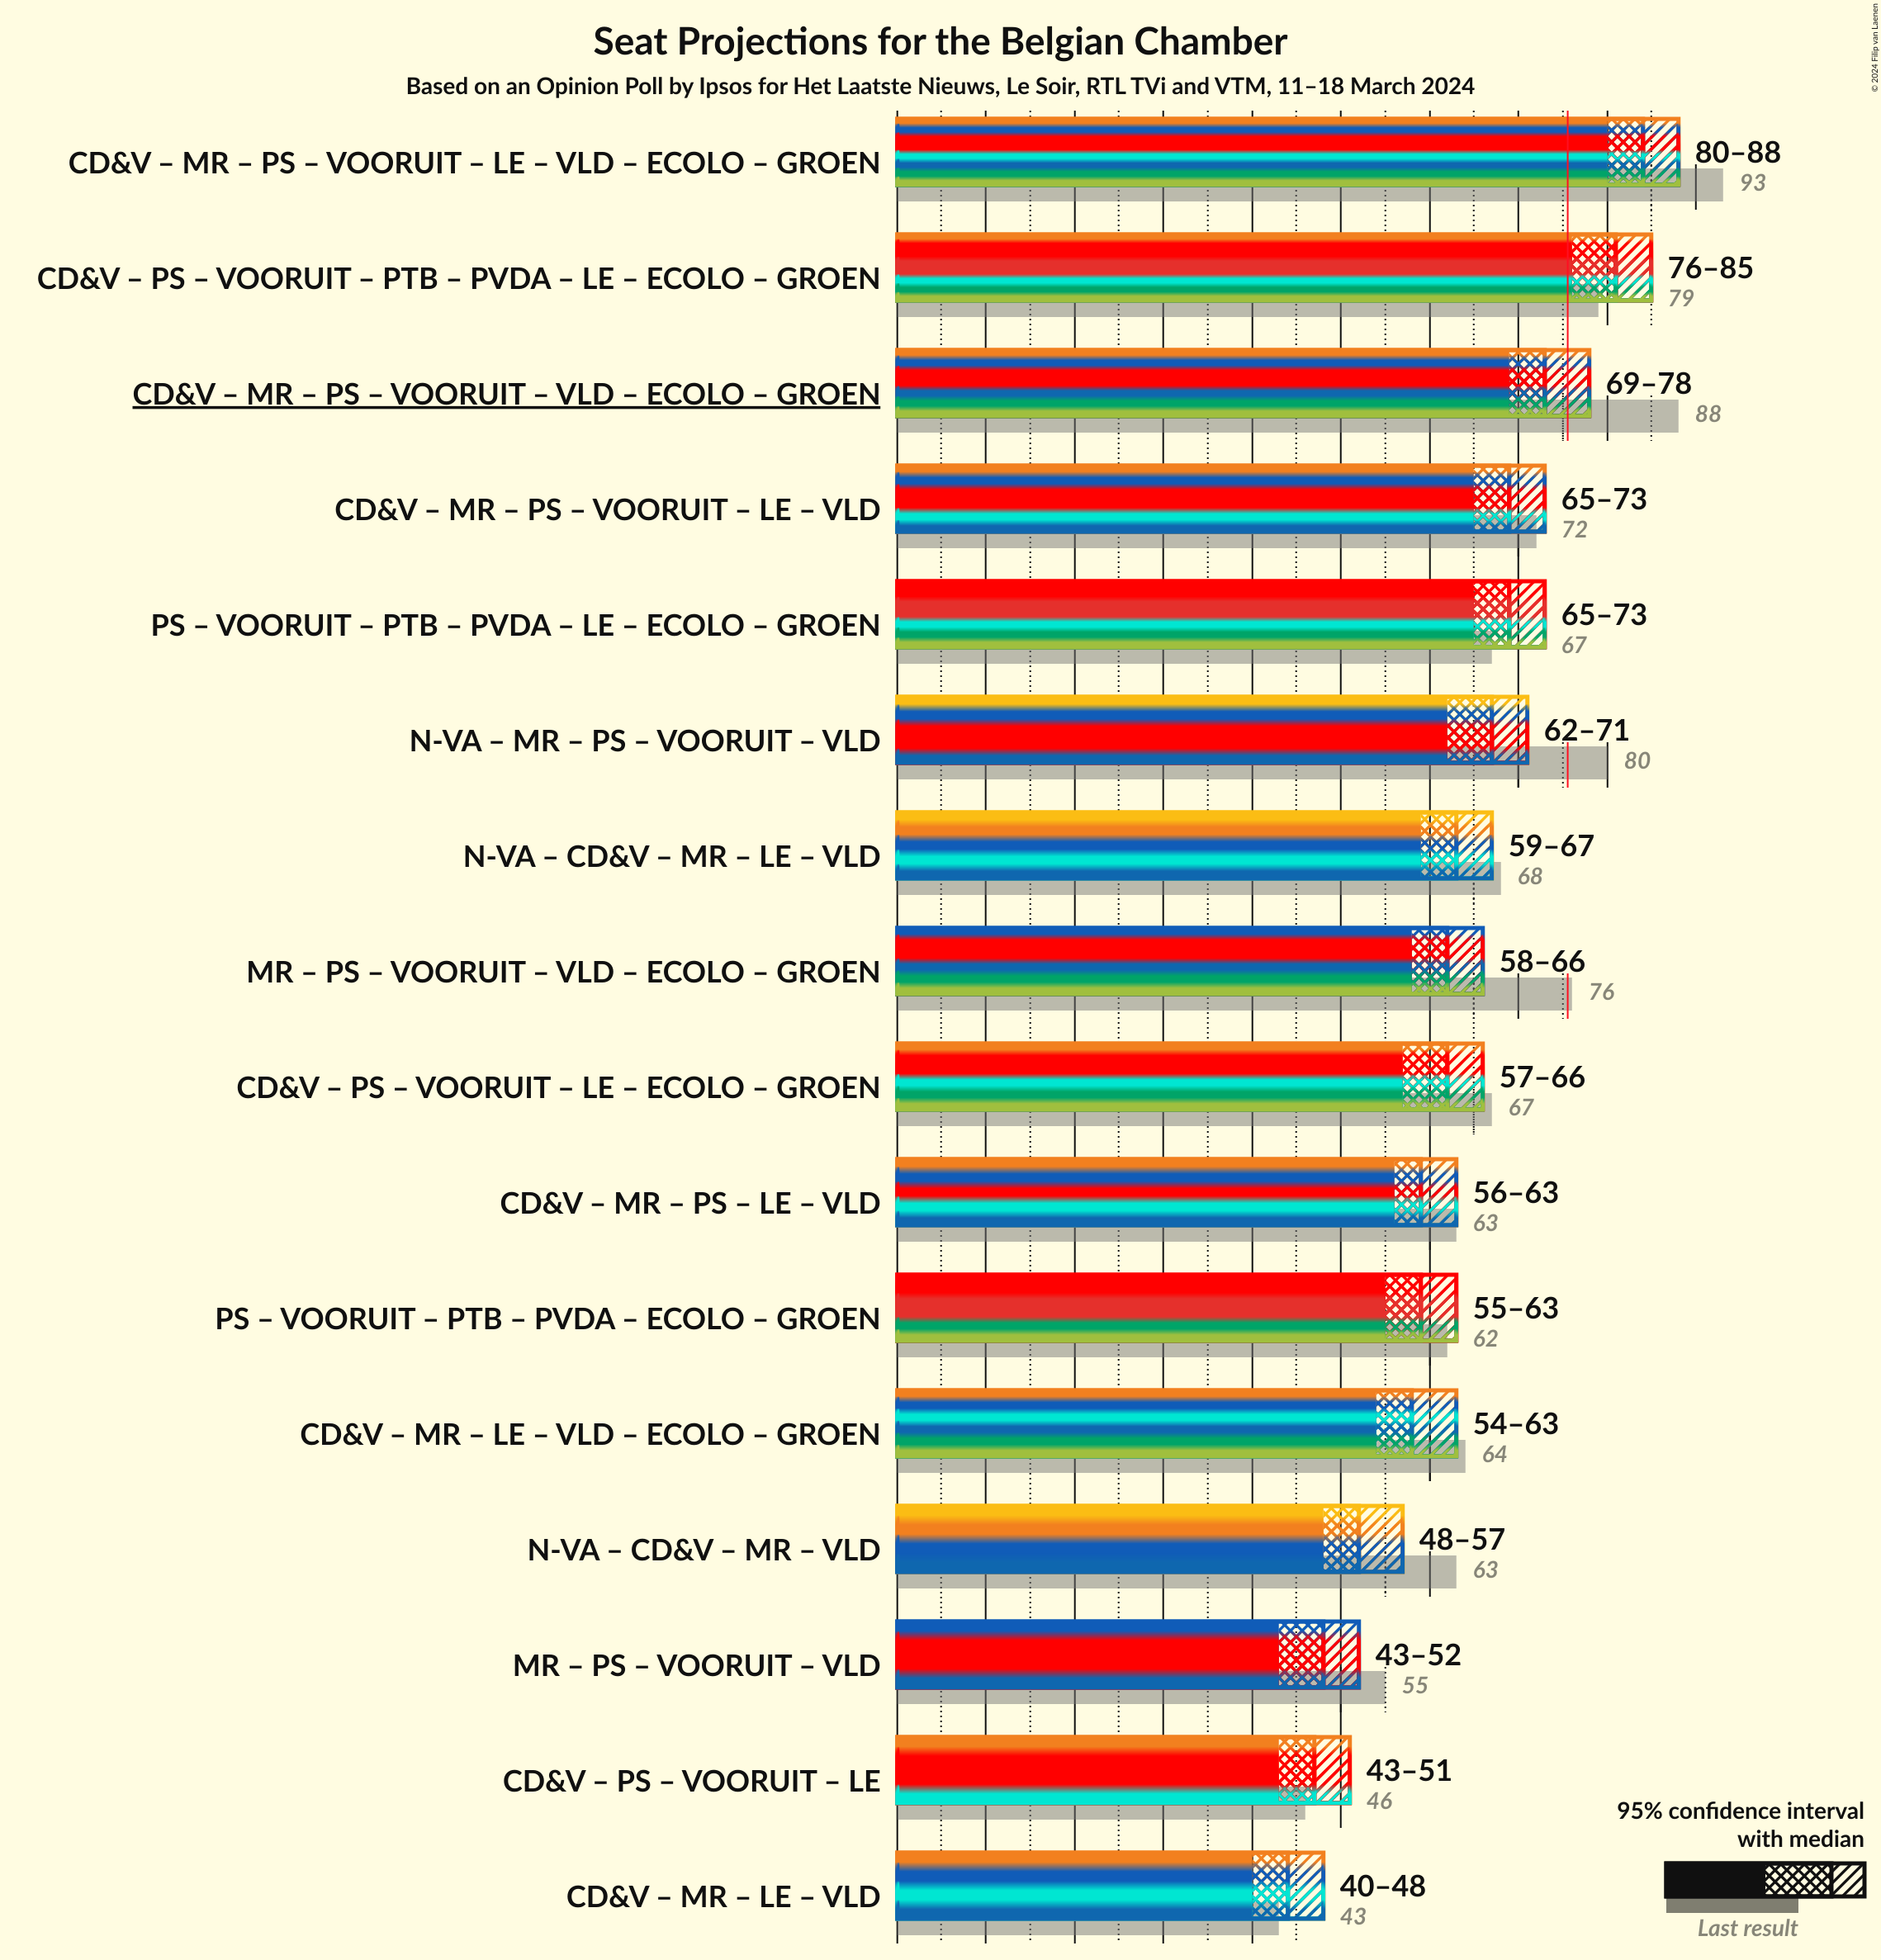 Seat Projections for the Belgian Chamber
Based on an Opinion Poll by Ipsos for Het Laatste Nieuws, Le Soir, RTL TVi and VTM, 11–18 March 2024
© 2024 Filip van Laenen
CD&V – MR – PS – VOORUIT – LE – VLD – ECOLO – GROEN
80–88
93
CD&V – PS – VOORUIT – PTB – PVDA – LE – ECOLO – GROEN
76–85
79
CD&V – MR – PS – VOORUIT – VLD – ECOLO – GROEN
69–78
88
CD&V – MR – PS – VOORUIT – LE – VLD
65–73
72
PS – VOORUIT – PTB – PVDA – LE – ECOLO – GROEN
65–73
67
N-VA – MR – PS – VOORUIT – VLD
62–71
80
N-VA – CD&V – MR – LE – VLD
59–67
68
MR – PS – VOORUIT – VLD – ECOLO – GROEN
58–66
76
CD&V – PS – VOORUIT – LE – ECOLO – GROEN
57–66
67
CD&V – MR – PS – LE – VLD
56–63
63
PS – VOORUIT – PTB – PVDA – ECOLO – GROEN
55–63
62
CD&V – MR – LE – VLD – ECOLO – GROEN
54–63
64
N-VA – CD&V – MR – VLD
48–57
63
MR – PS – VOORUIT – VLD
43–52
55
CD&V – PS – VOORUIT – LE
43–51
46
CD&V – MR – LE – VLD
40–48
43
95% confidence interval
with median
Last result